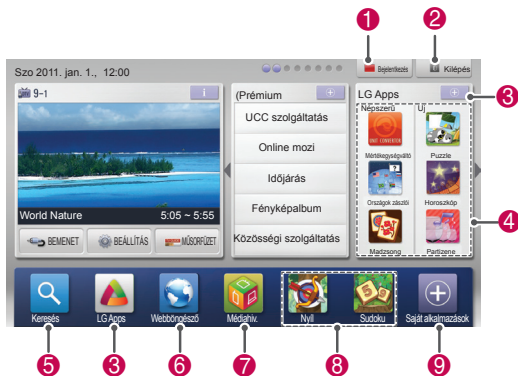 1 2
Szo 2011. jan. 1., 12:00
Bejelentkezés
Kilépés
9-1
World Nature 5:05 ~ 5:55
BEMENET BEÁLLÍTÁS MŰSORFÜZET
(Prémium
UCC szolgáltatás
Online mozi
Időjárás
Fényképalbum
Közösségi szolgáltatás
LG Apps
3
Népszerű Új
Mértékegységváltó Puzzle
Országok zászlói Horoszkóp
Madzsong Partizene
4
Keresés LG Apps Webböngésző Médiahiv. Nyíl Sudoku Saját alkalmazások
5 3 6 7 8 9